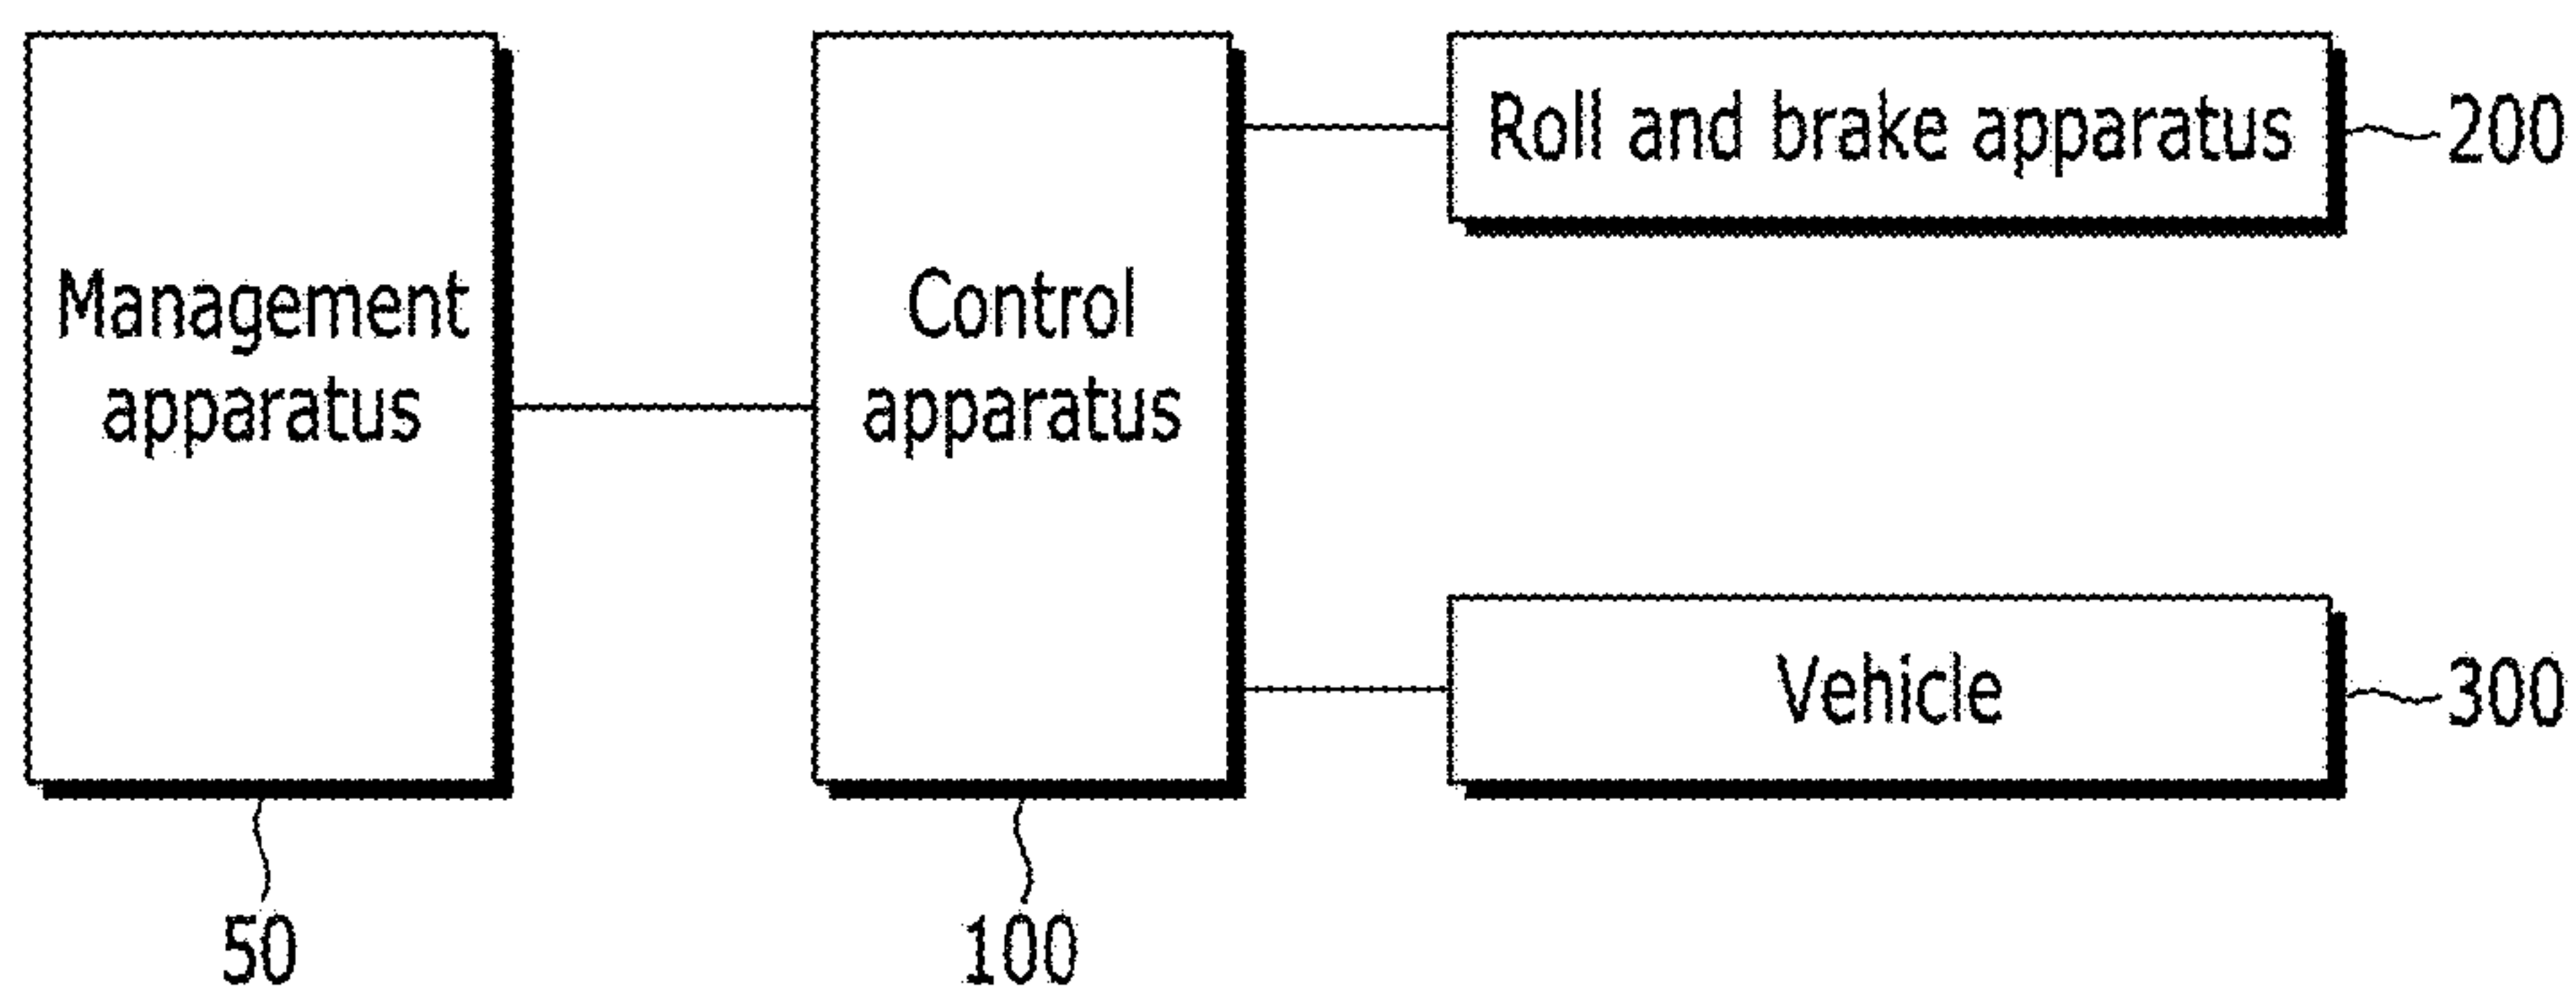 Management
apparatus
50
Control
apparatus
100
Roll and brake apparatus
200
Vehicle
300